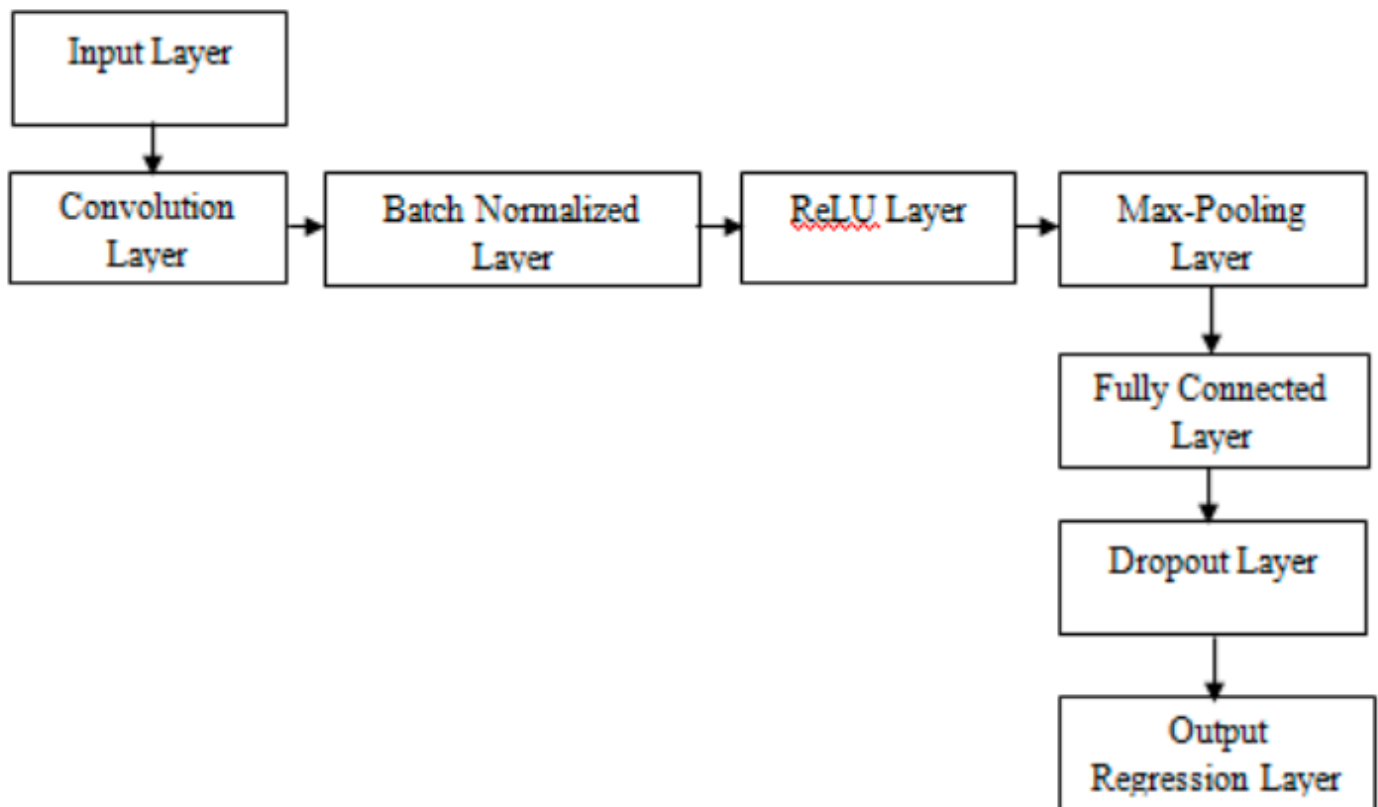 Input Layer
Convolution
Layer
Batch Normalized
Layer
ReLU Layer
Max-Pooling
Layer
Fully Connected
Layer
Dropout Layer
Output
Regression Layer